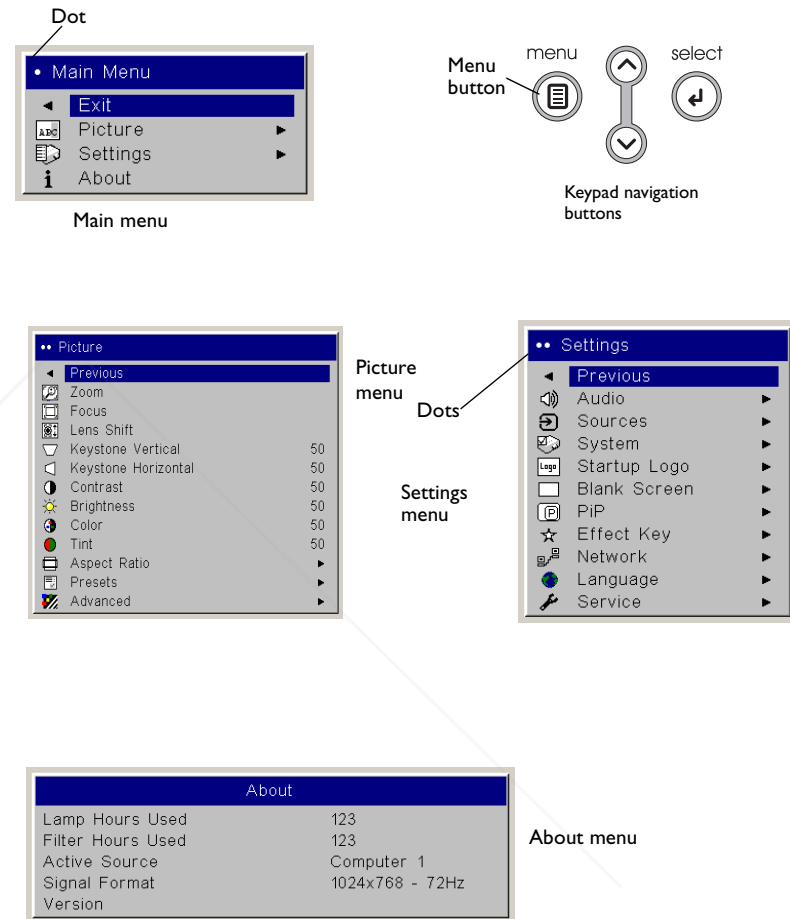 Dot
• Main Menu
Exit
ABC Picture
Settings
i About
Main menu
Menu button
menu
select
Keypad navigation
buttons
•• Picture
Previous
Zoom
Focus
Lens Shift
Keystone Vertical 50
Keystone Horizontal 50
Contrast 50
Brightness 50
Color 50
Tint 50
Aspect Ratio
Presets
Advanced
Picture
menu
Dots
Settings
menu
•• Settings
Previous
Audio
Sources
System
Logo Startup Logo
Blank Screen
P PiP
Effect Key
Network
Language
Service
About
Lamp Hours Used 123
Filter Hours Used 123
Active Source Computer 1
Signal Format 1024x768 - 72Hz
Version
About menu